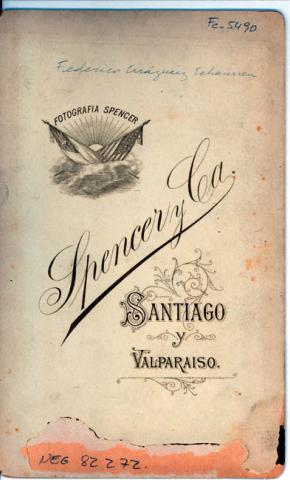 Fc-5490
Federico Errázuriz Echaurren
FOTOGRAFIA SPENCER
Spencer y Ca.
SANTIAGO
Y
VALPARAISO.
NEG 82272.